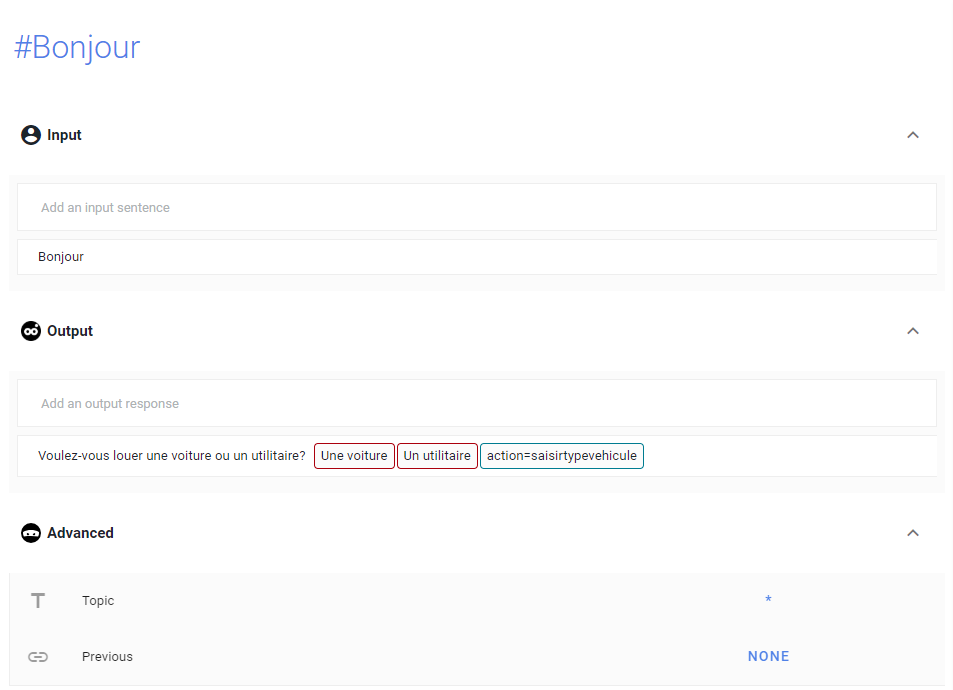 #Bonjour
Input
Add an input sentence
Bonjour
Output
Add an output response
Voulez-vous louer une voiture ou un utilitaire? Une voiture Un utilitaire action=saisirtypevehicule
Advanced
Topic *
Previous NONE